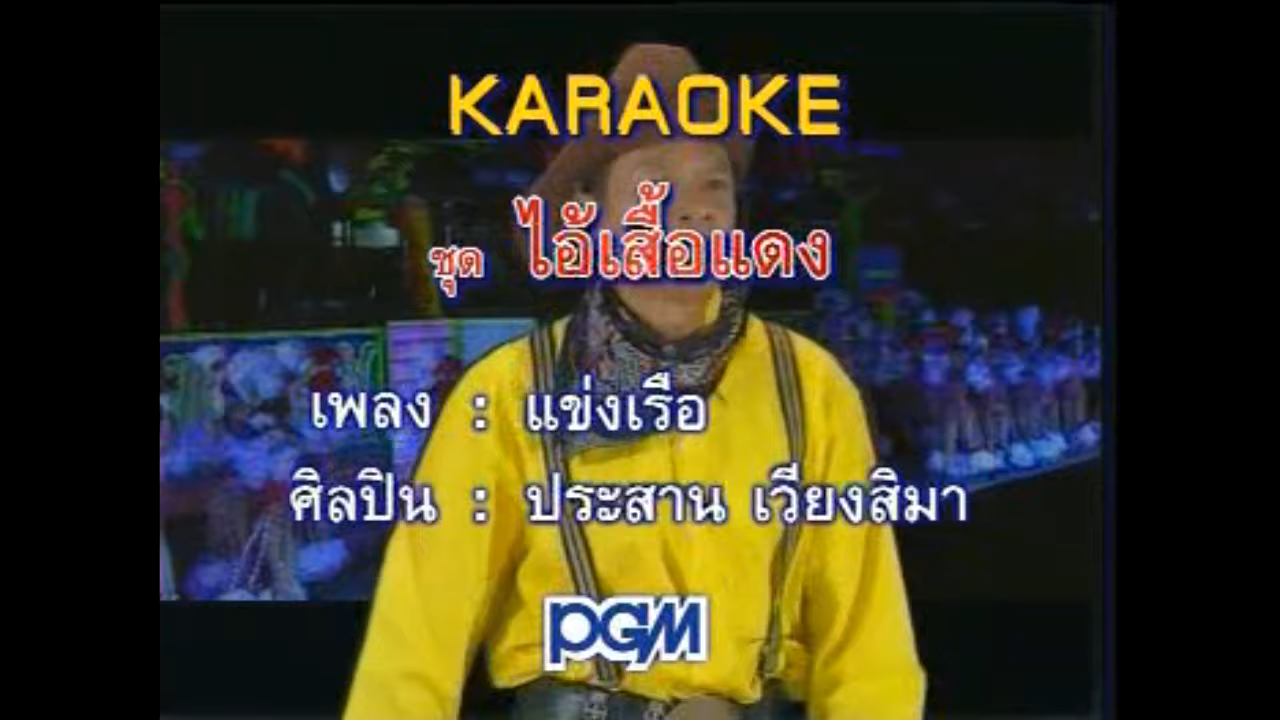 KARAOKE
ชุด ไอ้เสื้อแดง
เพลง : แข่งเรือ
ศิลปิน : ประสาน เวียงสิมา
PGM